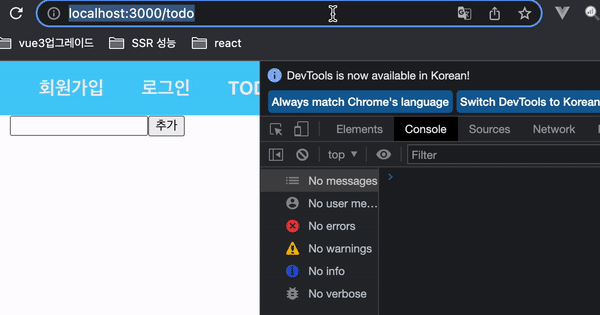 localhost:3000/todo
vue3업그레이드 SSR 성능 react
회원가입 로그인 TOD
추가
DevTools is now available in Korean!
Always match Chrome's language Switch DevTools to Korean
Elements Console Sources Network
top Filter
No messages
No user me...
No errors
No warnings
No info
No verbose